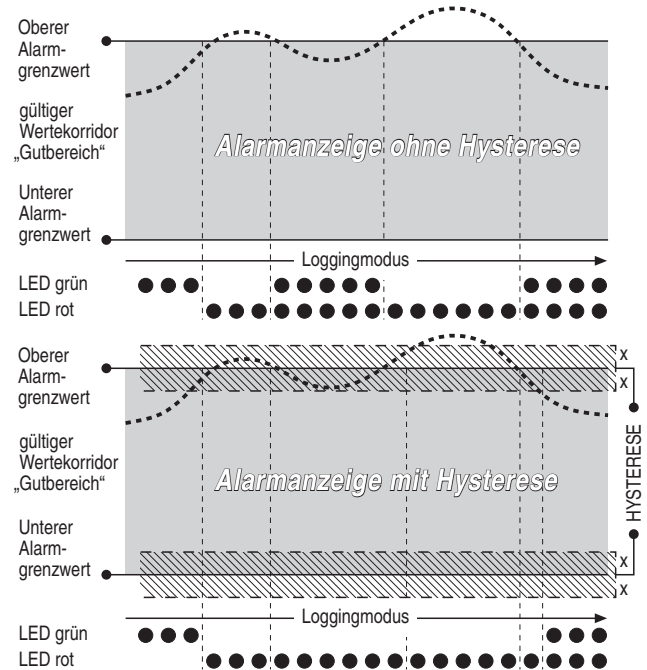 Oberer
Alarm-
grenzwert
gültiger
Wertekorridor
„Gutbereich“
Alarmanzeige ohne Hysterese
Unterer
Alarm-
grenzwert
Loggingmodus
LED grün
LED rot
Oberer
Alarm-
grenzwert
x
x
gültiger
Wertekorridor
„Gutbereich“
Alarmanzeige mit Hysterese
HYSTERESE
Unterer
Alarm-
grenzwert
x
x
Loggingmodus
LED grün
LED rot